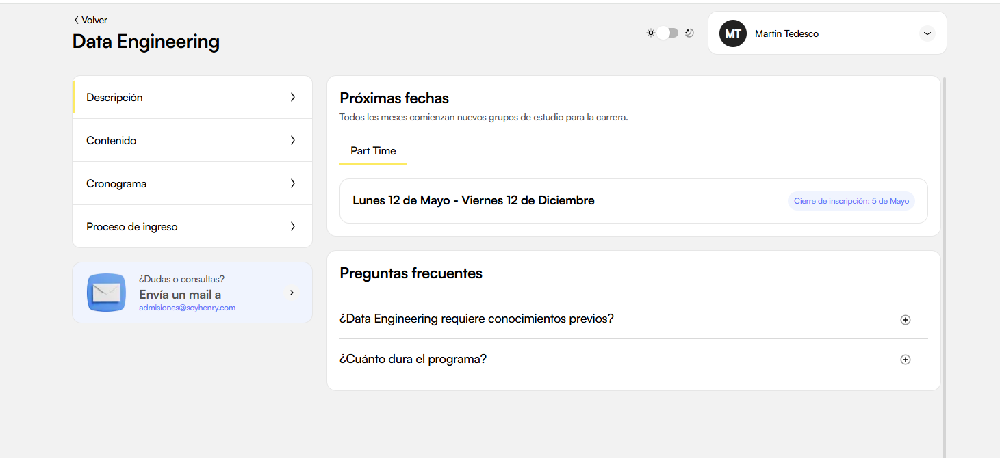 Volver
Data Engineering
MT
Martin Tedesco
Descripción
Contenido
Cronograma
Proceso de ingreso
¿Dudas o consultas?
Envía un mail a
admisiones@soyhenry.com
Próximas fechas
Todos los meses comienzan nuevos grupos de estudio para la carrera.
Part Time
Lunes 12 de Mayo - Viernes 12 de Diciembre
Cierre de inscripción: 5 de Mayo
Preguntas frecuentes
¿Data Engineering requiere conocimientos previos?
¿Cuánto dura el programa?